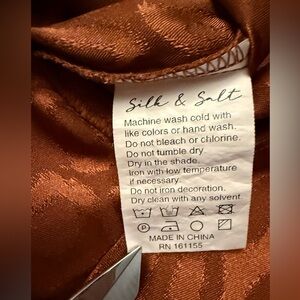 Silk & Salt
Machine wash cold with
like colors or hand wash.
Do not bleach or chlorine.
Do not tumble dry.
Dry in the shade.
Iron with low temperature
if necessary.
Do not iron decoration.
Dry clean with any solvent
MADE IN CHINA
RN 161155